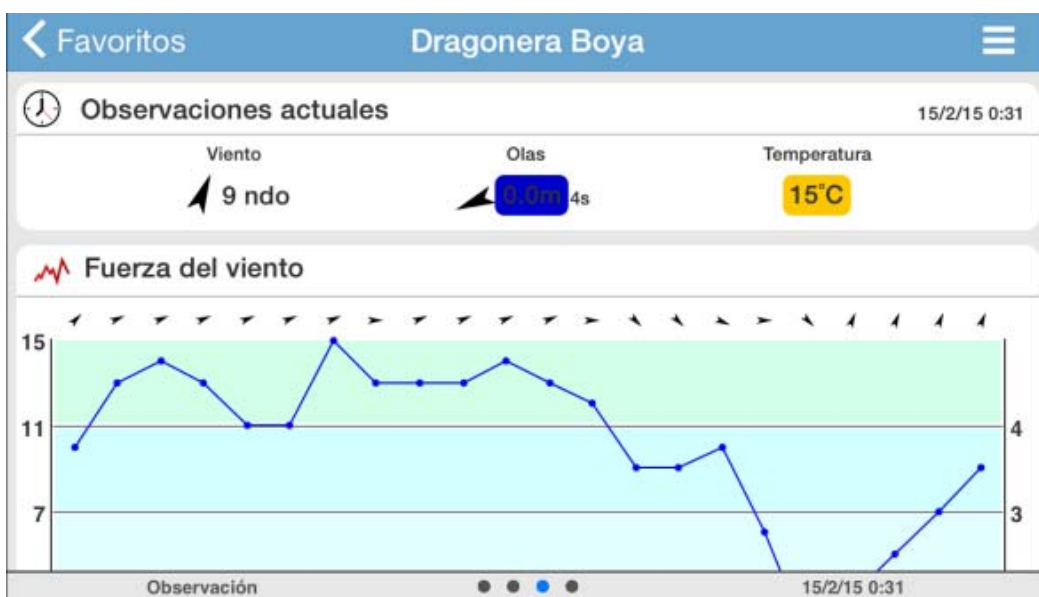 Favoritos Dragonera Boya
Observaciones actuales 15/2/15 0:31
Viento Olas Temperatura
9 ndo 0.0m 4s 15°C
Fuerza del viento
15
11 4
7 3
Observación 15/2/15 0:31